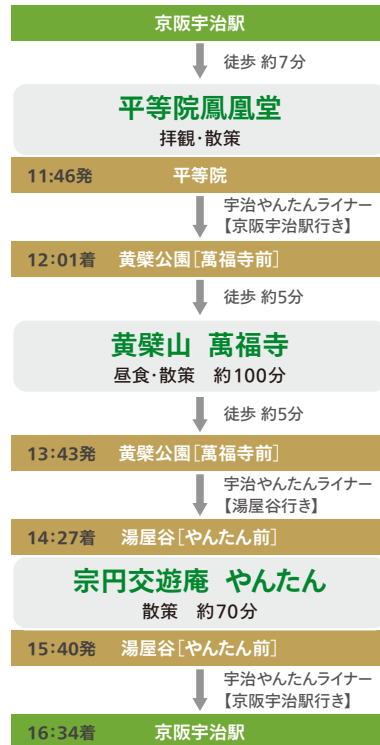 京阪宇治駅
徒歩 約7分
平等院鳳凰堂
拝観・散策
11:46発 平等院
宇治やんたんライナー
【京阪宇治駅行き】
12:01着 黄檗公園[萬福寺前]
徒歩 約5分
黄檗山 萬福寺
昼食・散策 約100分
徒歩 約5分
13:43発 黄檗公園[萬福寺前]
宇治やんたんライナー
【湯屋谷行き】
14:27着 湯屋谷[やんたん前]
宗円交遊庵 やんたん
散策 約70分
15:40発 湯屋谷[やんたん前]
宇治やんたんライナー
【京阪宇治駅行き】
16:34着 京阪宇治駅